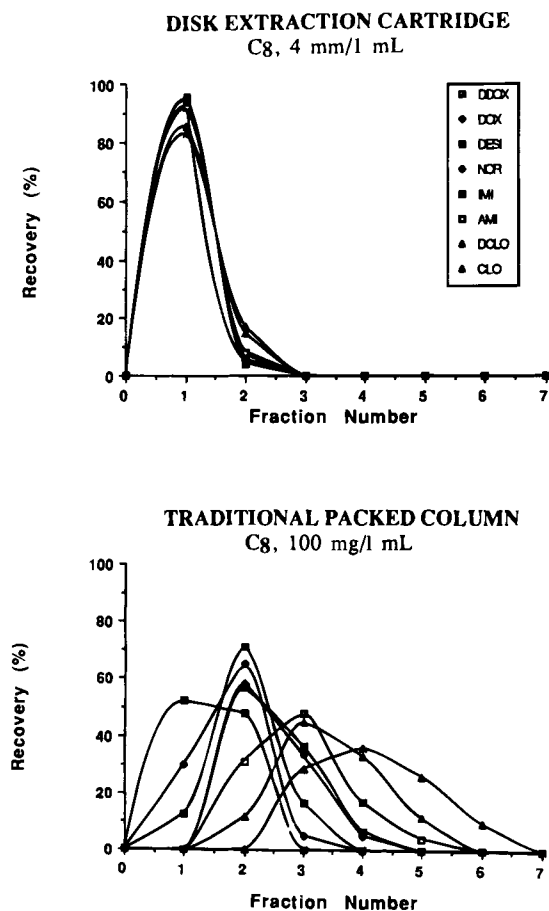 DISK EXTRACTION CARTRIDGE
C8, 4 mm/1 mL
100
80
60
40
20
0
Recovery (%)
DDOX
DOX
DESI
NOR
IMI
AMI
DCLO
CLO
0 1 2 3 4 5 6 7
Fraction Number
TRADITIONAL PACKED COLUMN
C8, 100 mg/1 mL
100
80
60
40
20
0
Recovery (%)
0 1 2 3 4 5 6 7
Fraction Number